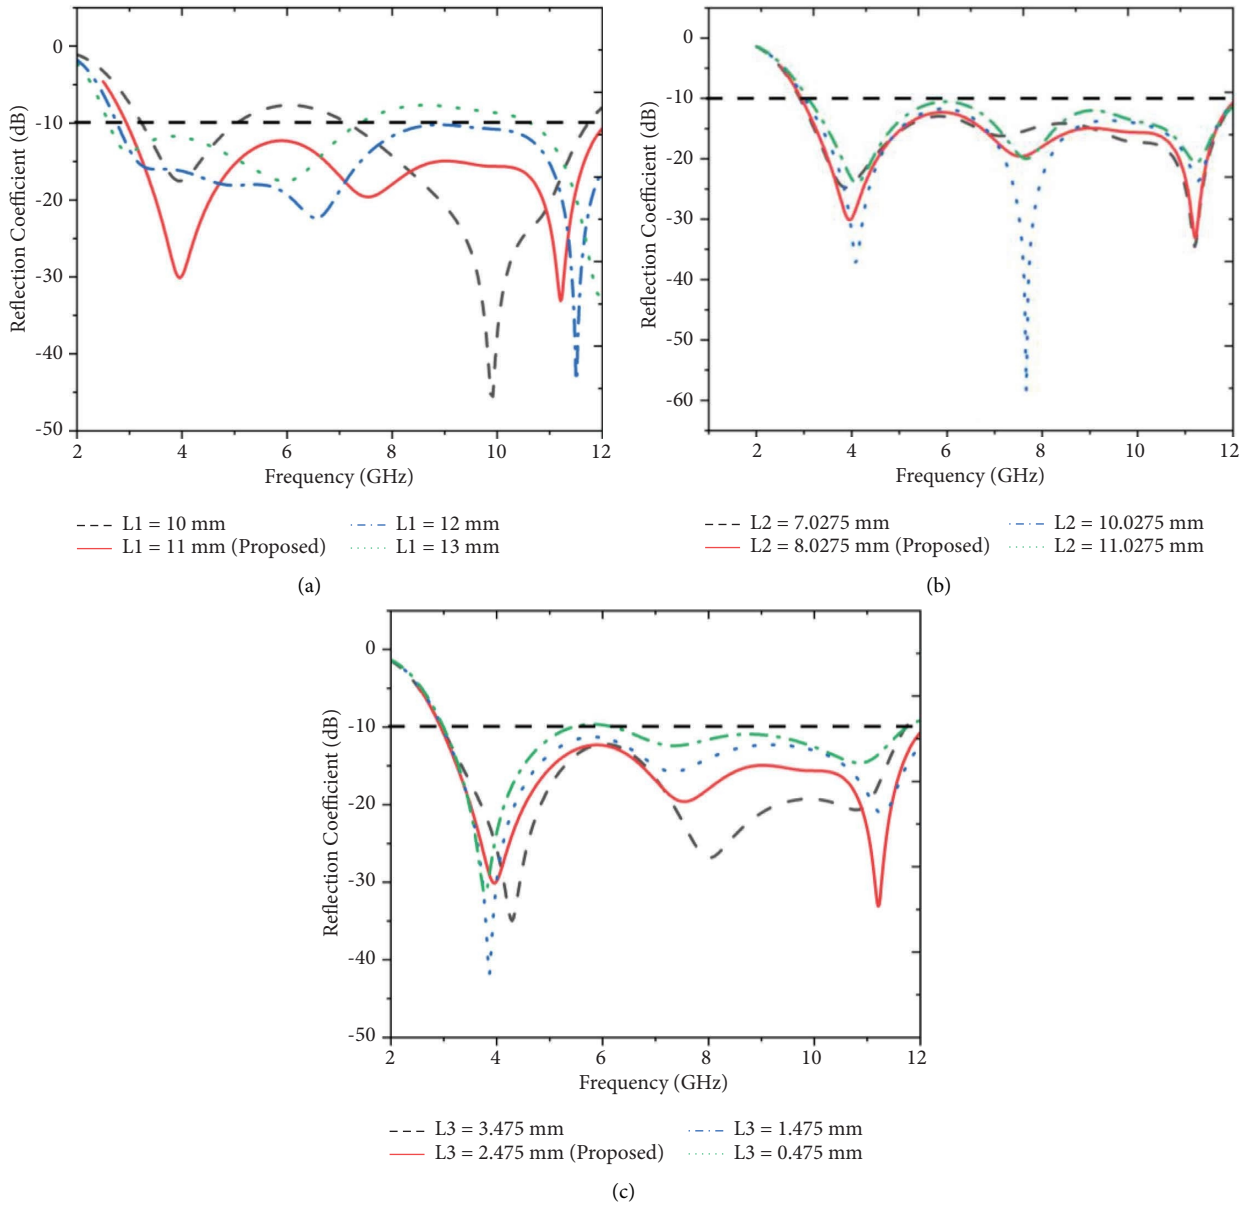 0
-10
-20
-30
-40
-50
Reflection Coefficient (dB)
2 4 6 8 10 12
Frequency (GHz)
L1 = 10 mm
L1 = 11 mm (Proposed)
L1 = 12 mm
L1 = 13 mm
(a)
0
-10
-20
-30
-40
-50
-60
Reflection Coefficient (dB)
2 4 6 8 10 12
Frequency (GHz)
L2 = 7.0275 mm
L2 = 8.0275 mm (Proposed)
L2 = 10.0275 mm
L2 = 11.0275 mm
(b)
0
-10
-20
-30
-40
-50
Reflection Coefficient (dB)
2 4 6 8 10 12
Frequency (GHz)
L3 = 3.475 mm
L3 = 2.475 mm (Proposed)
L3 = 1.475 mm
L3 = 0.475 mm
(c)